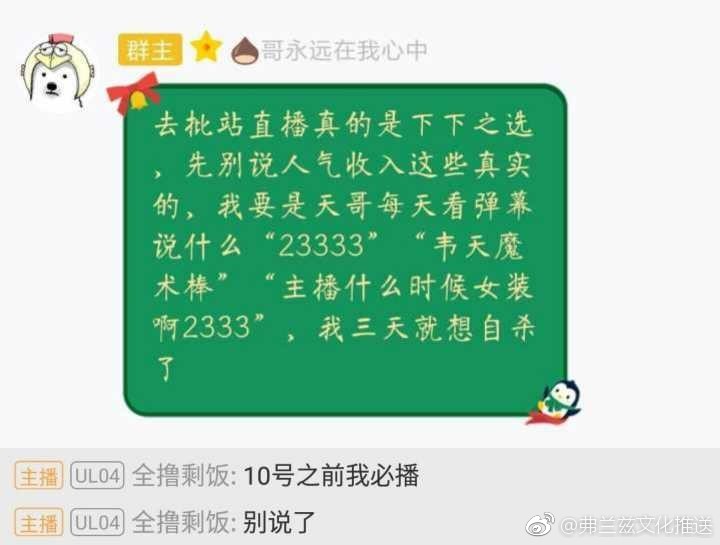 群主 哥永远在我心中
去批站直播真的是下下之选
，先别说人气收入这些真实
的，我要是天哥每天看弹幕
说什么“23333”“韦天魔
术棒”“主播什么时候女装
啊2333”，我三天就想自杀
了
主播 UL04 全撸剩饭: 10号之前我必播
主播 UL04 全撸剩饭: 别说了
@弗兰兹文化推送